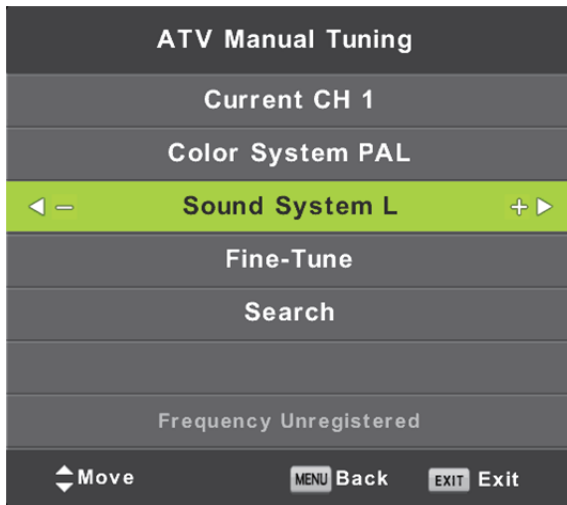 ATV Manual Tuning
Current CH 1
Color System PAL
Sound System L
Fine-Tune
Search
Frequency Unregistered
Move MENU Back EXIT Exit